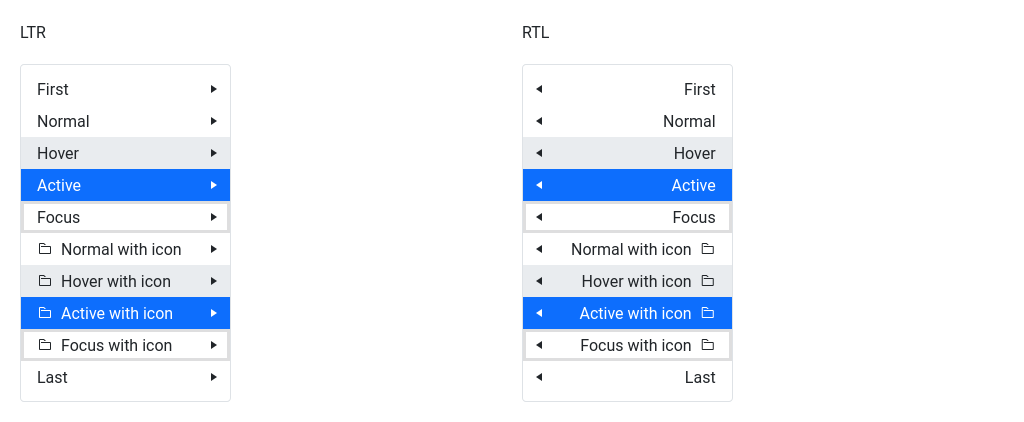 LTR
First
Normal
Hover
Active
Focus
Normal with icon
Hover with icon
Active with icon
Focus with icon
Last
RTL
First
Normal
Hover
Active
Focus
Normal with icon
Hover with icon
Active with icon
Focus with icon
Last